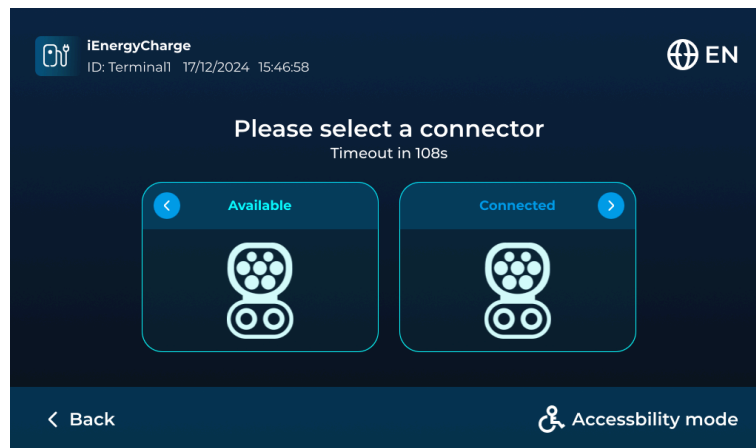 iEnergyCharge
ID: Terminal1 17/12/2024 15:46:58
EN
Please select a connector
Timeout in 108s
Available
Connected
Back
Accessbility mode